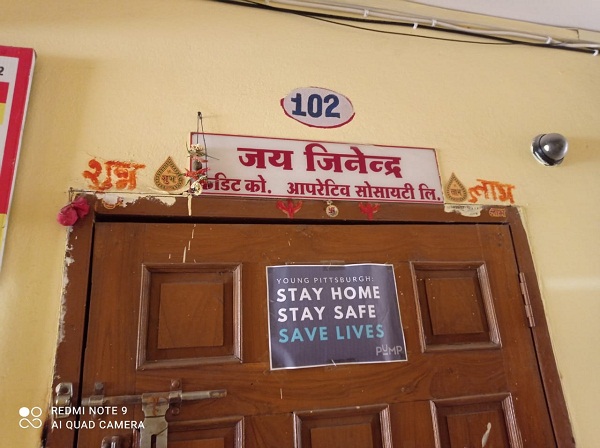 2
102
जय जिनेन्द्र
क्रेडिट को. आपरेटिव सोसायटी लि.
शुभ
लाभ
YOUNG PITTSBURGH:
STAY HOME
STAY SAFE
SAVE LIVES
PUMP
REDMI NOTE 9
AI QUAD CAMERA